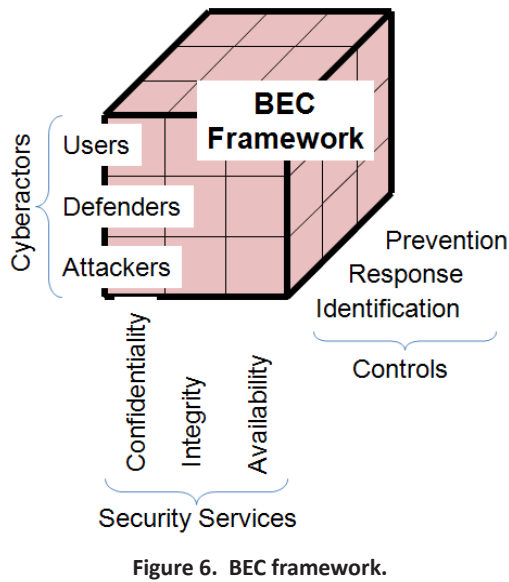 BEC
Framework
Cyberactors
Users
Defenders
Attackers
Prevention
Response
Identification
Controls
Confidentiality
Integrity
Availability
Security Services
Figure 6. BEC framework.